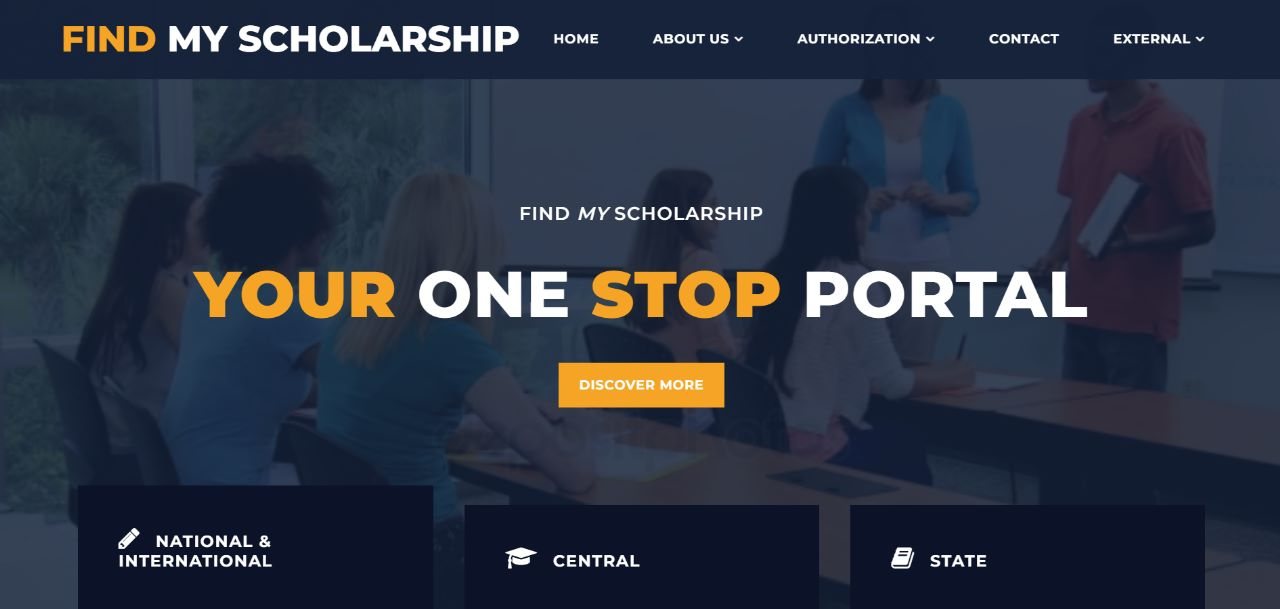 FIND MY SCHOLARSHIP
HOME
ABOUT US
AUTHORIZATION
CONTACT
EXTERNAL
FIND MY SCHOLARSHIP
YOUR ONE STOP PORTAL
DISCOVER MORE
NATIONAL &
INTERNATIONAL
CENTRAL
STATE